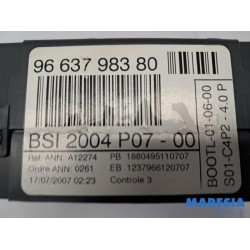 96 637 983 80
BSI 2004 P07 - 00
Ref. ANN: A12274 PB 1880495110707
Ordre ANN: 0261 EB 1237966120707
17/07/2007 02:23 Controle 3
BOOTL-01-06-00
S01-C4P2 - 4.0 P
MARESIA